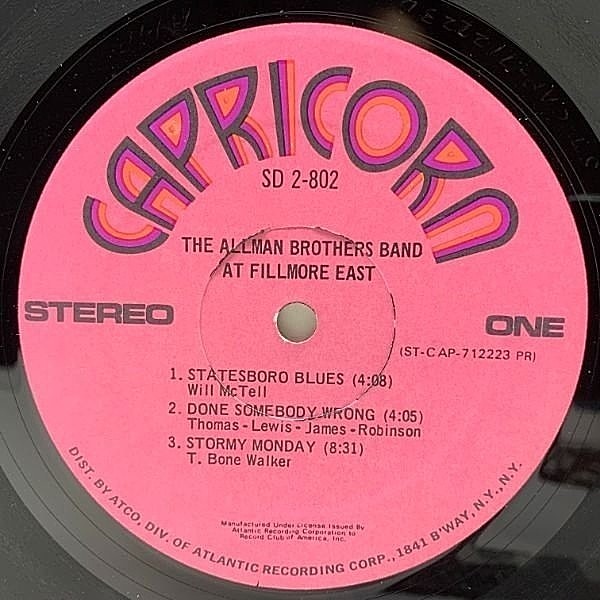 CAPRICORN
SD 2-802
THE ALLMAN BROTHERS BAND
AT FILLMORE EAST
STEREO
ONE
(ST-CAP-712223 PR)
1. STATESBORO BLUES (4:08)
Will McTell
2. DONE SOMEBODY WRONG (4:05)
Thomas - Lewis - James - Robinson
3. STORMY MONDAY (8:31)
T. Bone Walker
Manufactured Under License Issued By
Atlantic Recording Corporation to
Record Club of America, Inc.
DIST. BY ATCO, DIV. OF ATLANTIC RECORDING CORP., 1841 B'WAY, N.Y., N.Y.